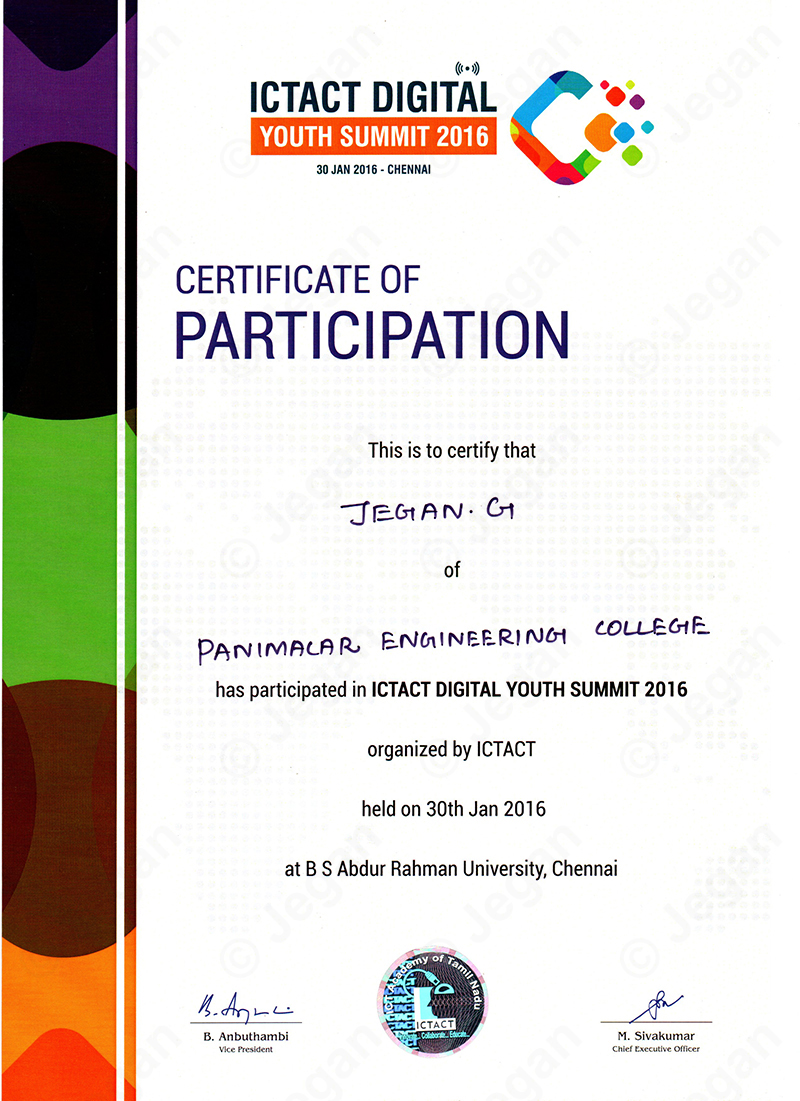 ICTACT DIGITAL
YOUTH SUMMIT 2016
30 JAN 2016 - CHENNAI
CERTIFICATE OF
PARTICIPATION
This is to certify that
JEGAN. G
of
PANIMALAR ENGINEERING COLLEGE
has participated in ICTACT DIGITAL YOUTH SUMMIT 2016
organized by ICTACT
held on 30th Jan 2016
at B S Abdur Rahman University, Chennai
Academy of Tamil Nadu
ICTACT
Collaborate.. Educate..
B. Anbuthambi
Vice President
M. Sivakumar
Chief Executive Officer
© Jegan